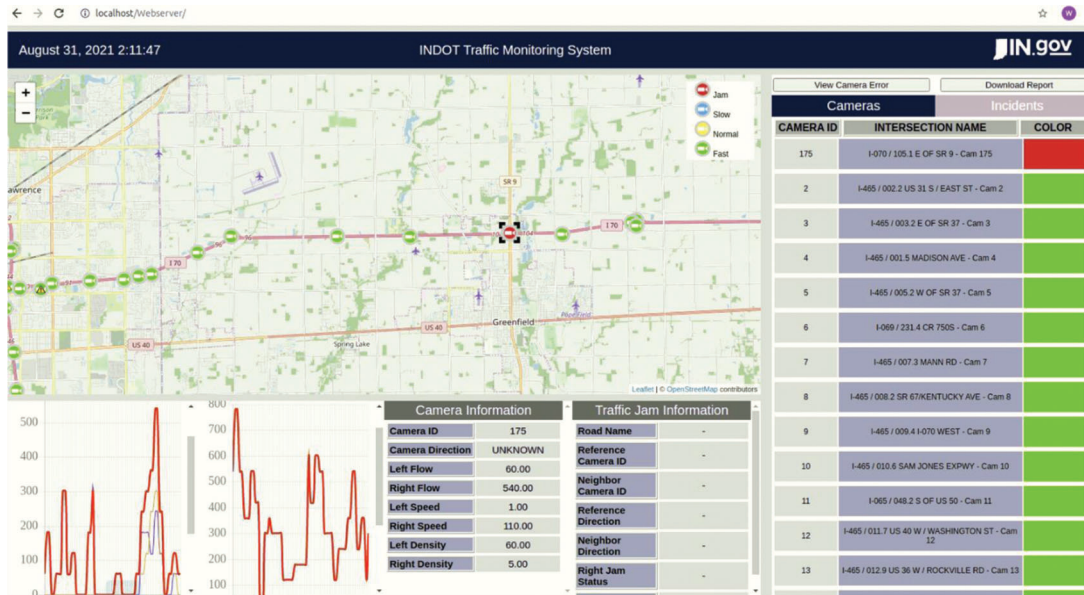 localhost/Webserver/
W
August 31, 2021 2:11:47
INDOT Traffic Monitoring System
IN.gov
+
−
Jam
Slow
Normal
Fast
SR 9
I 70
I 70
US 40
US 40
Greenfield
Spring Lake
Leaflet | © OpenStreetMap contributors
View Camera Error
Download Report
Cameras
Incidents
CAMERA ID INTERSECTION NAME COLOR
175 I-070 / 105.1 E OF SR 9 - Cam 175
2 I-465 / 002.2 US 31 S / EAST ST - Cam 2
3 I-465 / 003.2 E OF SR 37 - Cam 3
4 I-465 / 001.5 MADISON AVE - Cam 4
5 I-465 / 005.2 W OF SR 37 - Cam 5
6 I-069 / 231.4 CR 750S - Cam 6
7 I-465 / 007.3 MANN RD - Cam 7
8 I-465 / 008.2 SR 67/KENTUCKY AVE - Cam 8
9 I-465 / 009.4 I-070 WEST - Cam 9
10 I-465 / 010.6 SAM JONES EXPWY - Cam 10
11 I-065 / 048.2 S OF US 50 - Cam 11
12 I-465 / 011.7 US 40 W / WASHINGTON ST - Cam
12
13 I-465 / 012.9 US 36 W / ROCKVILLE RD - Cam 13
500
400
300
200
100
0
800
700
600
500
400
300
200
100
Camera Information
Camera ID 175
Camera Direction UNKNOWN
Left Flow 60.00
Right Flow 540.00
Left Speed 1.00
Right Speed 110.00
Left Density 60.00
Right Density 5.00
Traffic Jam Information
Road Name -
Reference
Camera ID -
Neighbor
Camera ID -
Reference
Direction -
Neighbor
Direction -
Right Jam
Status -